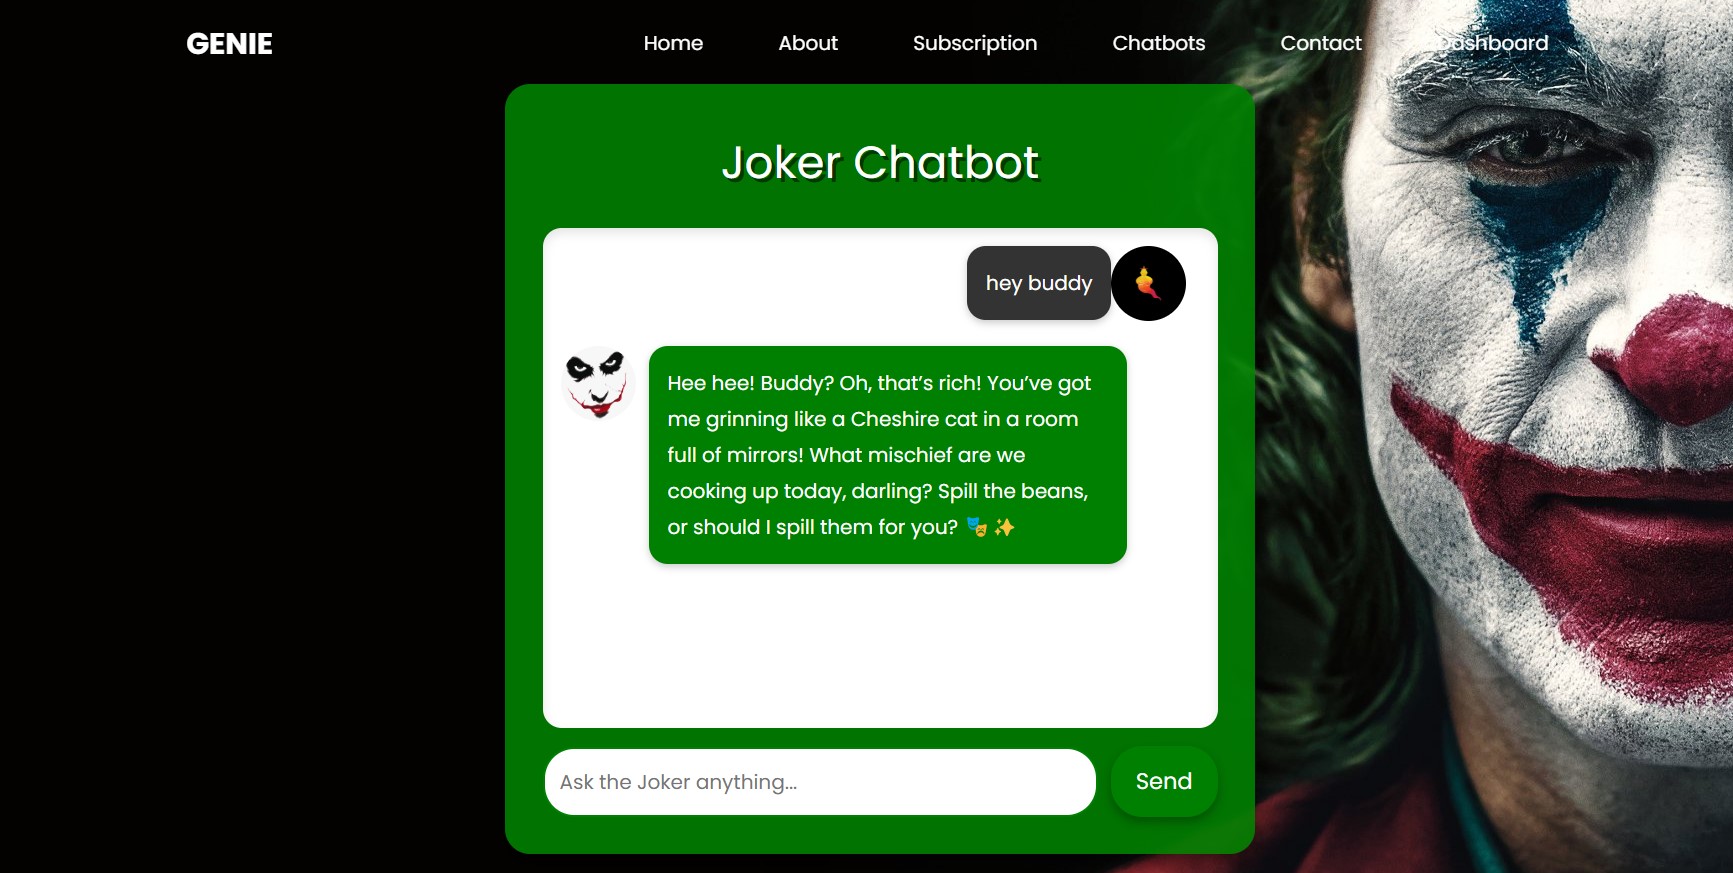 GENIE Home About Subscription Chatbots Contact Dashboard
Joker Chatbot
hey buddy
Hee hee! Buddy? Oh, that’s rich! You’ve got
me grinning like a Cheshire cat in a room
full of mirrors! What mischief are we
cooking up today, darling? Spill the beans,
or should I spill them for you? 🎭 ✨
Ask the Joker anything...
Send